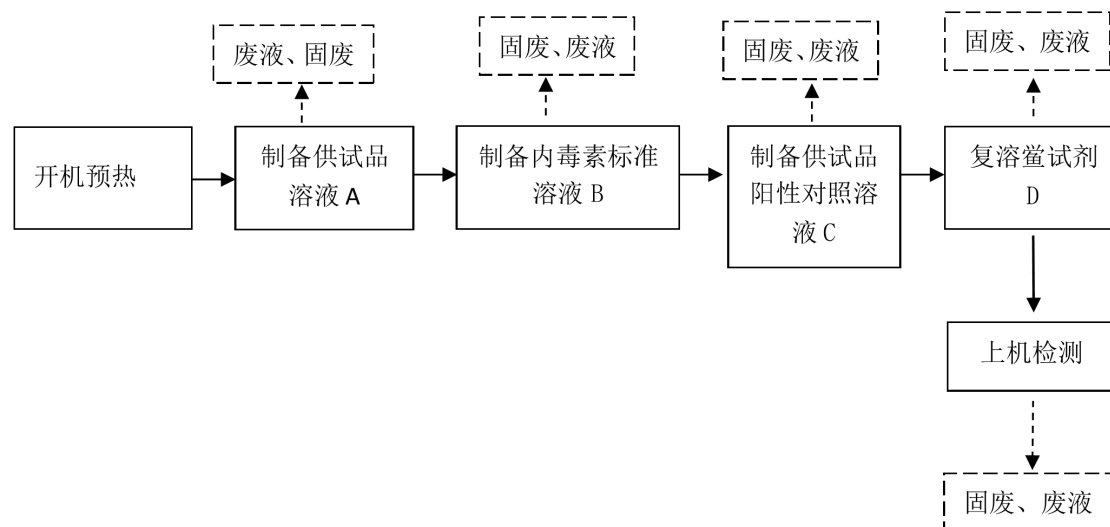 废液、固废
固废、废液
固废、废液
固废、废液
开机预热
制备供试品
溶液 A
制备内毒素标准
溶液 B
制备供试品
阳性对照溶
液 C
复溶鲎试剂
D
上机检测
固废、废液